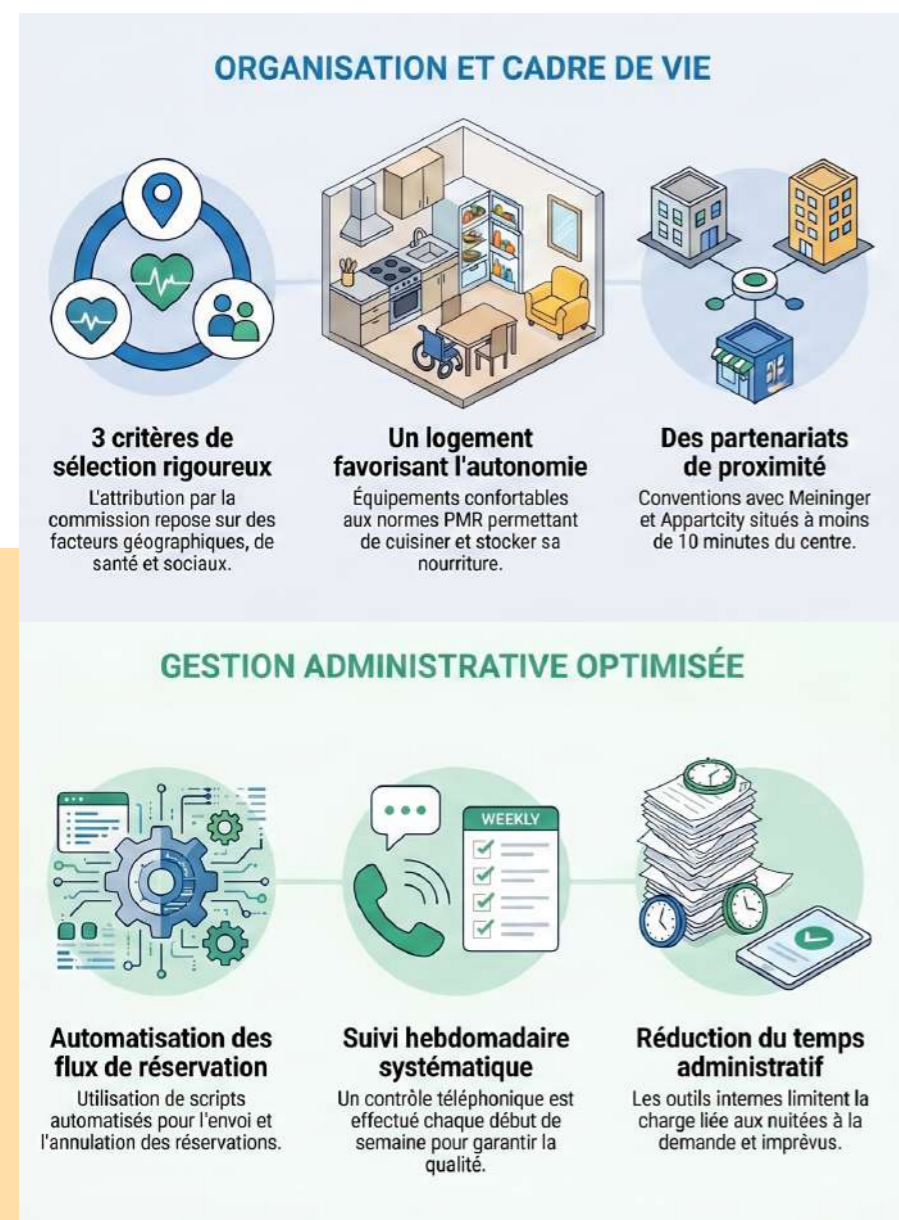 ORGANISATION ET CADRE DE VIE
3 critères de
sélection rigoureux
L'attribution par la
commission repose sur des
facteurs géographiques, de
santé et sociaux.
Un logement
favorisant l'autonomie
Équipements confortables
aux normes PMR permettant
de cuisiner et stocker sa
nourriture.
Des partenariats
de proximité
Conventions avec Meininger
et Appartcity situés à moins
de 10 minutes du centre.
GESTION ADMINISTRATIVE OPTIMISÉE
WEEKLY
Automatisation des
flux de réservation
Utilisation de scripts
automatisés pour l'envoi et
l'annulation des réservations.
Suivi hebdomadaire
systématique
Un contrôle téléphonique est
effectué chaque début de
semaine pour garantir la
qualité.
Réduction du temps
administratif
Les outils internes limitent la
charge liée aux nuitées à la
demande et imprèvus.